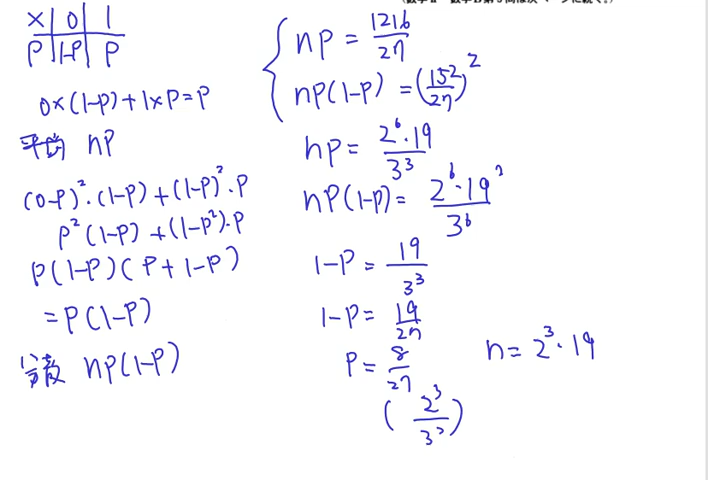 X | 0 | 1
P | 1-P | P
0×(1-P)+1×P=P
平均 nP
(0-P)²・(1-P)+(1-P)²・P
P²(1-P)+(1-P²)・P
P(1-P)(P+1-P)
=P(1-P)
分散 nP(1-P)
nP = 1216/27
nP(1-P) = (152/27)²
nP = 2⁶・19/3³
nP(1-P) = 2⁶・19²/3⁶
1-P = 19/3³
1-P = 19/27
P = 8/27
(2³/3³)
n = 2³・19